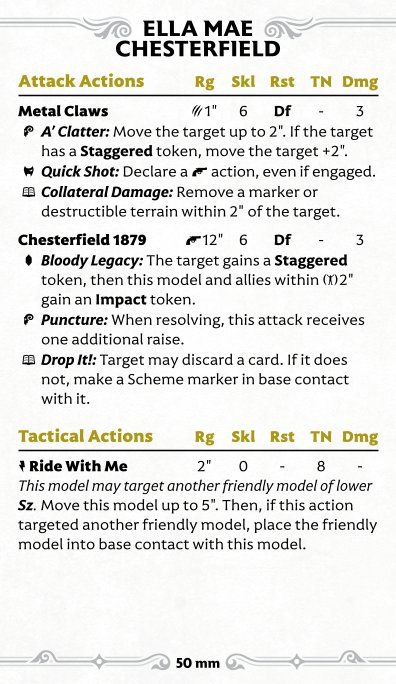 ELLA MAE
CHESTERFIELD
Attack Actions Rg Skl Rst TN Dmg
Metal Claws 1" 6 Df - 3
A' Clatter: Move the target up to 2". If the target
has a Staggered token, move the target +2".
Quick Shot: Declare a action, even if engaged.
Collateral Damage: Remove a marker or
destructible terrain within 2" of the target.
Chesterfield 1879 12" 6 Df - 3
Bloody Legacy: The target gains a Staggered
token, then this model and allies within 2"
gain an Impact token.
Puncture: When resolving, this attack receives
one additional raise.
Drop It!: Target may discard a card. If it does
not, make a Scheme marker in base contact
with it.
Tactical Actions Rg Skl Rst TN Dmg
Ride With Me 2" 0 - 8 -
This model may target another friendly model of lower
Sz. Move this model up to 5". Then, if this action
targeted another friendly model, place the friendly
model into base contact with this model.
50 mm